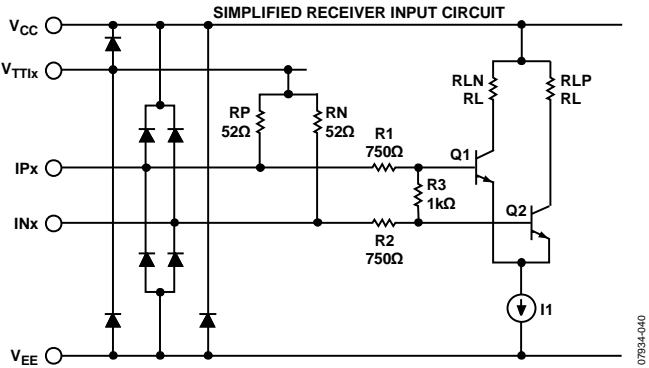 SIMPLIFIED RECEIVER INPUT CIRCUIT
VCC
VTTIx
RLN
RL
RLP
RL
RP
52Ω
RN
52Ω
R1
750Ω
IPx
Q1
R3
1kΩ
INx
Q2
R2
750Ω
I1
VEE
07934-040